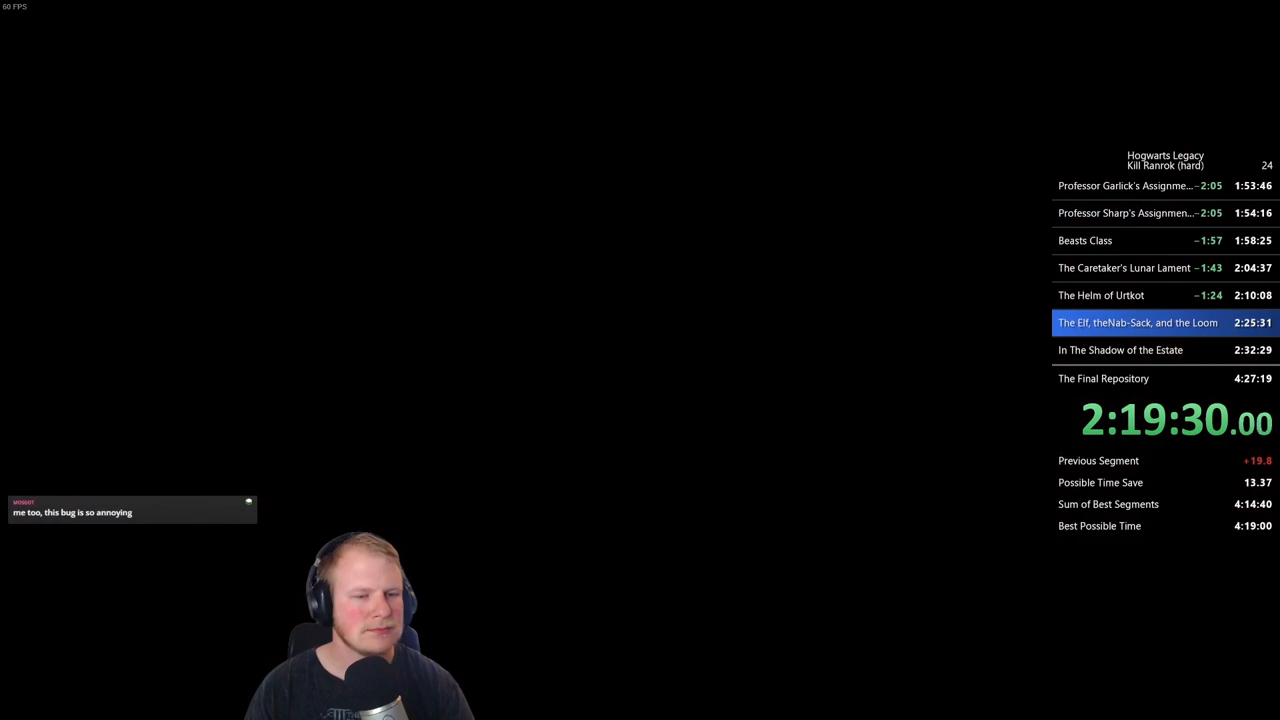 60 FPS
Hogwarts Legacy
Kill Ranrok (hard) 24
Professor Garlick's Assignme... -2:05 1:53:46
Professor Sharp's Assignmen... -2:05 1:54:16
Beasts Class -1:57 1:58:25
The Caretaker's Lunar Lament -1:43 2:04:37
The Helm of Urtkot -1:24 2:10:08
The Elf, theNab-Sack, and the Loom 2:25:31
In The Shadow of the Estate 2:32:29
The Final Repository 4:27:19
2:19:30.00
Previous Segment +19.8
Possible Time Save 13.37
Sum of Best Segments 4:14:40
Best Possible Time 4:19:00
me too, this bug is so annoying